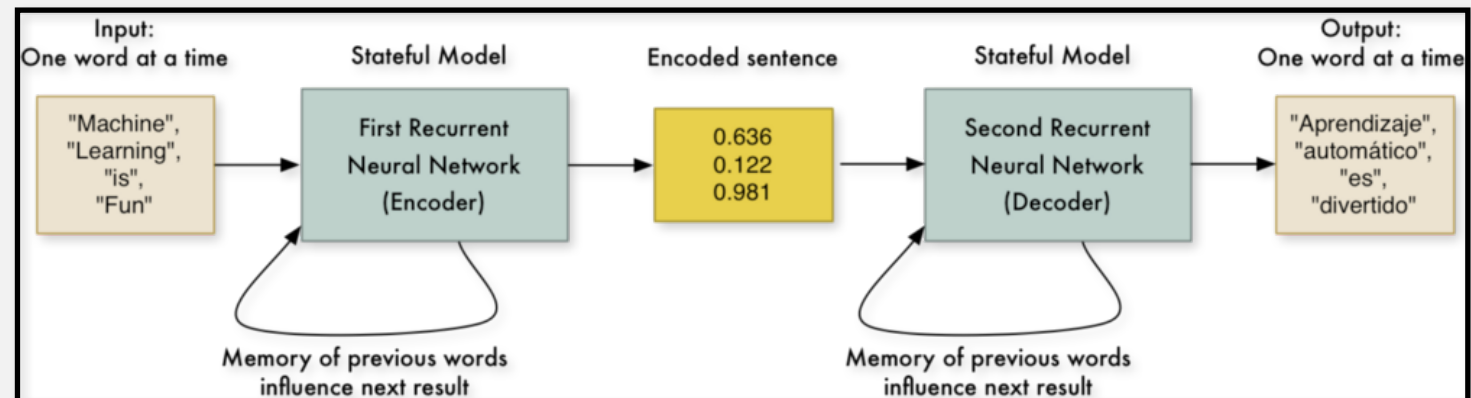 Input:
One word at a time
"Machine",
"Learning",
"is",
"Fun"
Stateful Model
First Recurrent
Neural Network
(Encoder)
Memory of previous words
influence next result
Encoded sentence
0.636
0.122
0.981
Stateful Model
Second Recurrent
Neural Network
(Decoder)
Memory of previous words
influence next result
Output:
One word at a time
"Aprendizaje",
"automático",
"es",
"divertido"